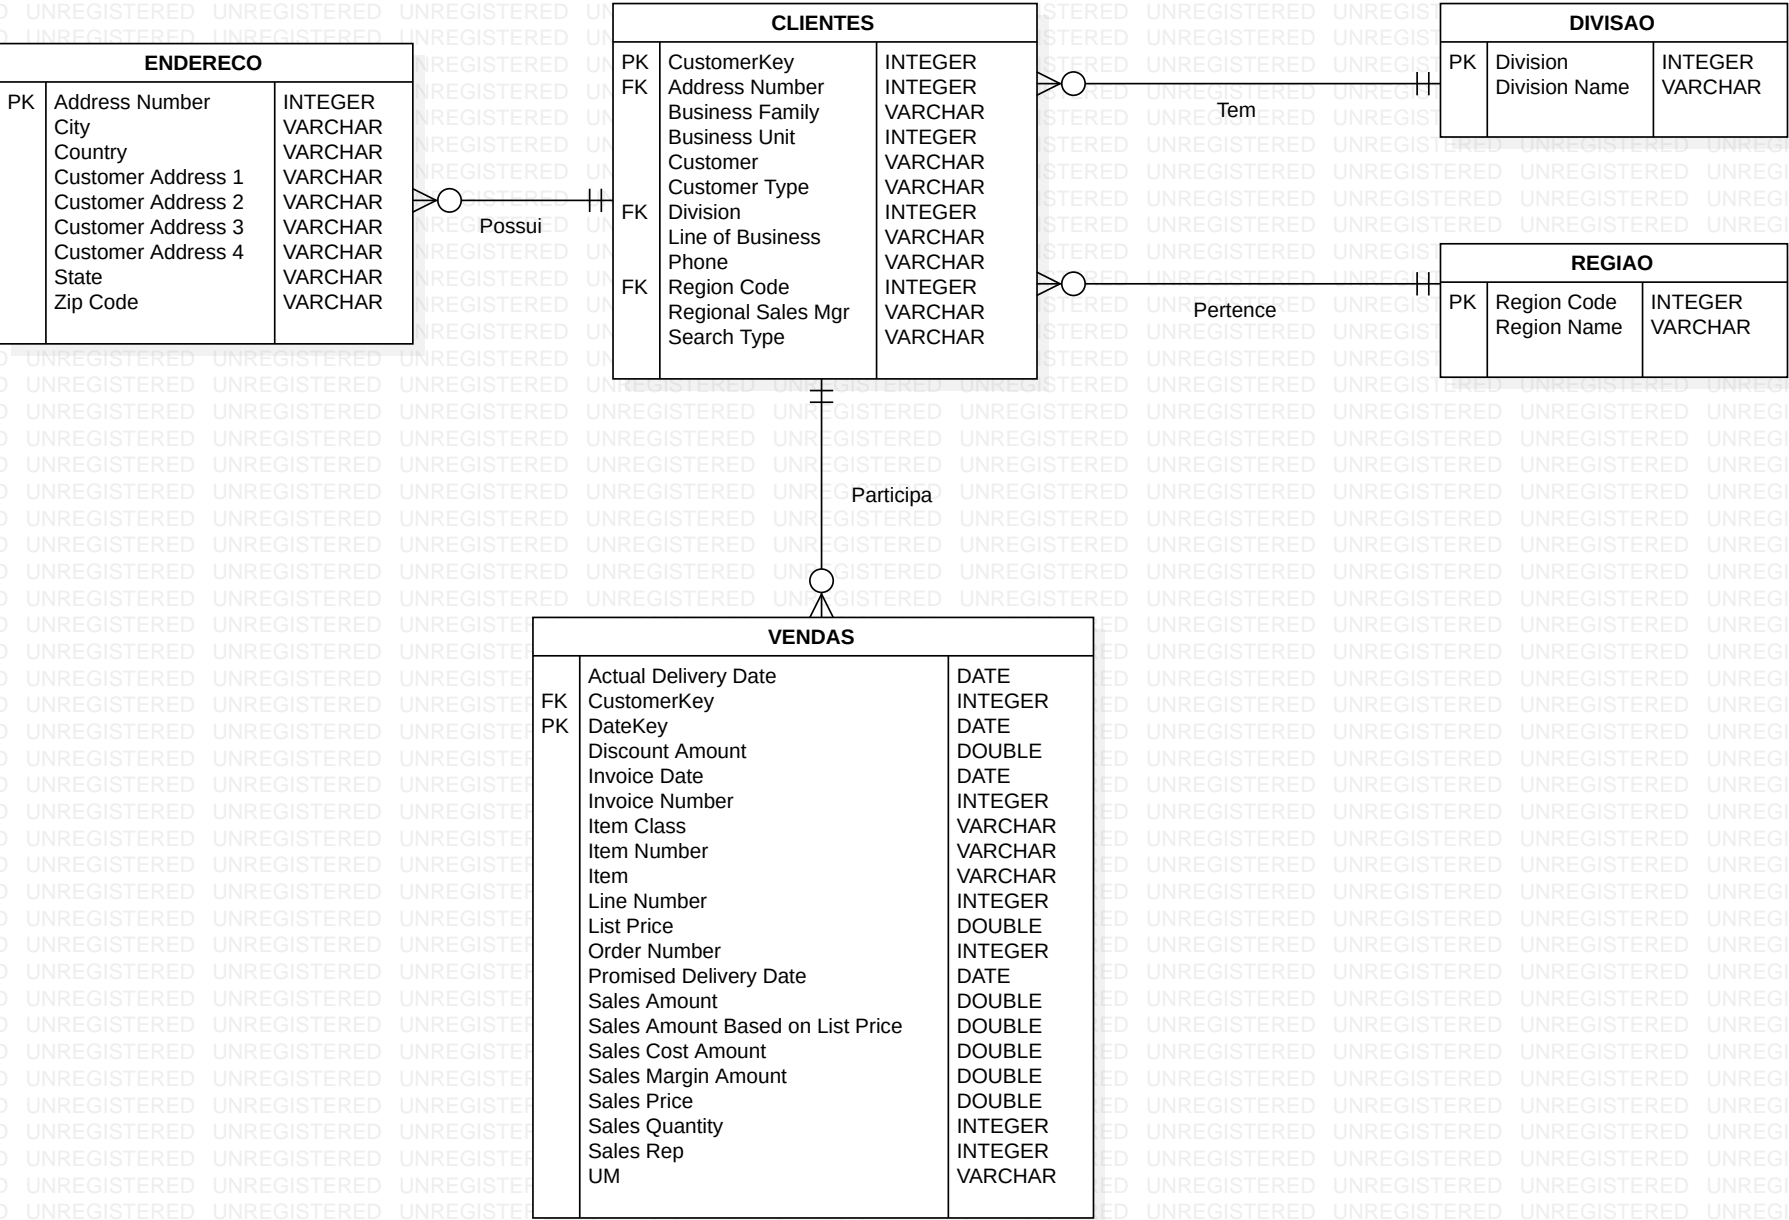 ENDERECO
PK Address Number INTEGER
City VARCHAR
Country VARCHAR
Customer Address 1 VARCHAR
Customer Address 2 VARCHAR
Customer Address 3 VARCHAR
Customer Address 4 VARCHAR
State VARCHAR
Zip Code VARCHAR
Possui
CLIENTES
PK CustomerKey INTEGER
FK Address Number INTEGER
Business Family VARCHAR
Business Unit INTEGER
Customer VARCHAR
Customer Type VARCHAR
FK Division INTEGER
Line of Business VARCHAR
Phone VARCHAR
FK Region Code INTEGER
Regional Sales Mgr VARCHAR
Search Type VARCHAR
Tem
DIVISAO
PK Division INTEGER
Division Name VARCHAR
Pertence
REGIAO
PK Region Code INTEGER
Region Name VARCHAR
Participa
VENDAS
Actual Delivery Date DATE
FK CustomerKey INTEGER
PK DateKey DATE
Discount Amount DOUBLE
Invoice Date DATE
Invoice Number INTEGER
Item Class VARCHAR
Item Number VARCHAR
Item VARCHAR
Line Number INTEGER
List Price DOUBLE
Order Number INTEGER
Promised Delivery Date DATE
Sales Amount DOUBLE
Sales Amount Based on List Price DOUBLE
Sales Cost Amount DOUBLE
Sales Margin Amount DOUBLE
Sales Price DOUBLE
Sales Quantity INTEGER
Sales Rep INTEGER
UM VARCHAR
UNREGISTERED